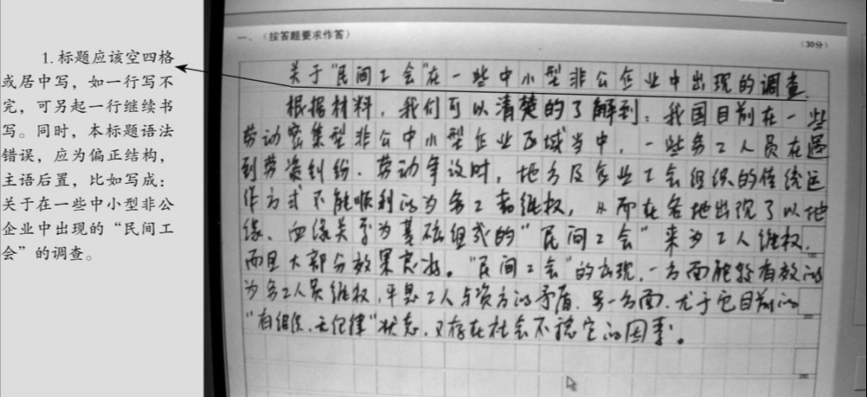 1.标题应该空四格
或居中写，如一行写不
完，可另起一行继续书
写。同时，本标题语法
错误，应为偏正结构，
主语后置，比如写成：
关于在一些中小型非公
企业中出现的“民间工
会”的调查。
一、（按答题要求作答）
（30分）
关于“民间工会”在一些中小型非公企业中出现的调查
根据材料，我们可以清楚的了解到：我国目前在一些
劳动密集型非公中小型企业区域当中，一些务工人员在遇
到劳资纠纷、劳动争议时，地方及企业工会组织的传统运
作方式不能顺利的为务工者维权，从而在各地出现了以地
缘、血缘关系为基础组成的“民间工会”来为工人维权，
而且大部分效果良好。“民间工会”的出现，一方面能够有效的
为务工人员维权，平息工人与资方的矛盾，另一方面，尤于它目前的
“有组织、无纪律”状态，又存在社会不稳定的因素。